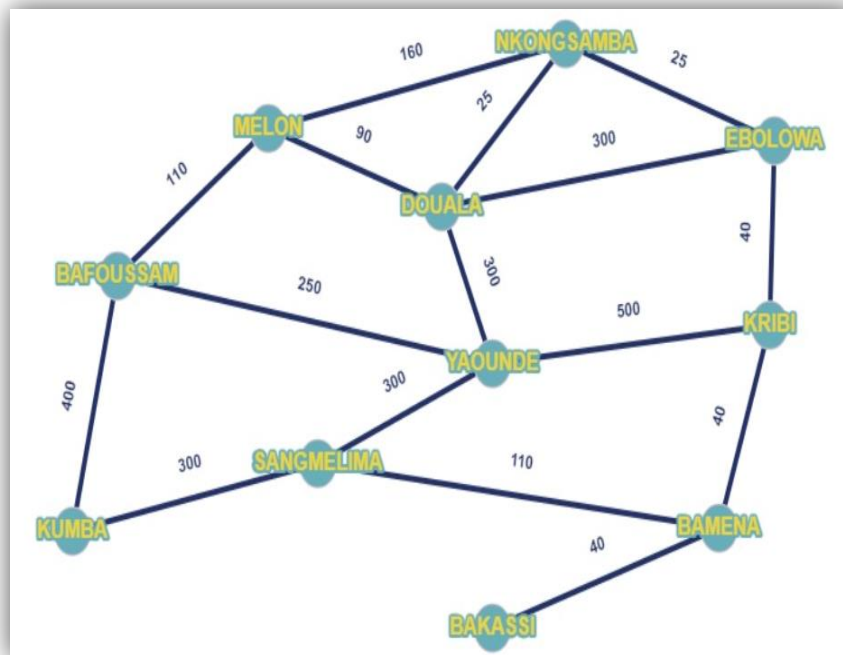 NKONGSAMBA
160
25
MELON
90
25
EBOLOWA
300
110
DOUALA
40
BAFOUSSAM
250
300
500
KRIBI
YAOUNDE
400
300
40
300
SANGMELIMA
110
KUMBA
BAMENA
40
BAKASSI